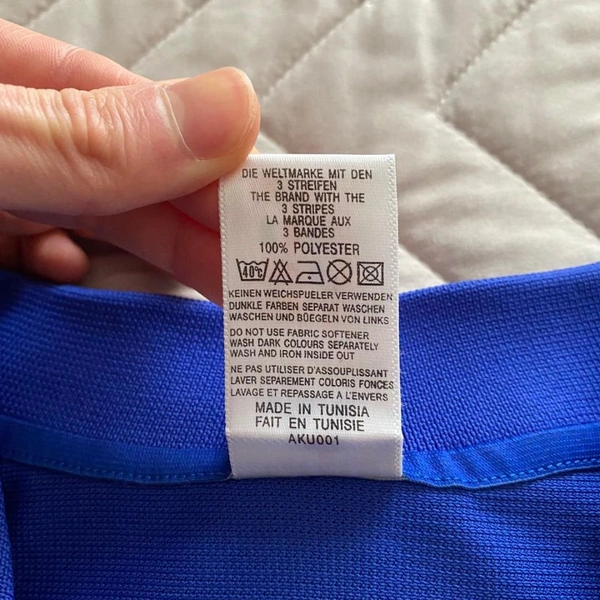 DIE WELTMARKE MIT DEN
3 STREIFEN
THE BRAND WITH THE
3 STRIPES
LA MARQUE AUX
3 BANDES
100% POLYESTER
40°C
KEINEN WEICHSPUELER VERWENDEN
DUNKLE FARBEN SEPARAT WASCHEN
WASCHEN UND BÜEGELN VON LINKS
DO NOT USE FABRIC SOFTENER
WASH DARK COLOURS SEPARATELY
WASH AND IRON INSIDE OUT
NE PAS UTILISER D'ASSOUPLISSANT
LAVER SEPAREMENT COLORIS FONCES
LAVAGE ET REPASSAGE A L'ENVERS
MADE IN TUNISIA
FAIT EN TUNISIE
AKU001